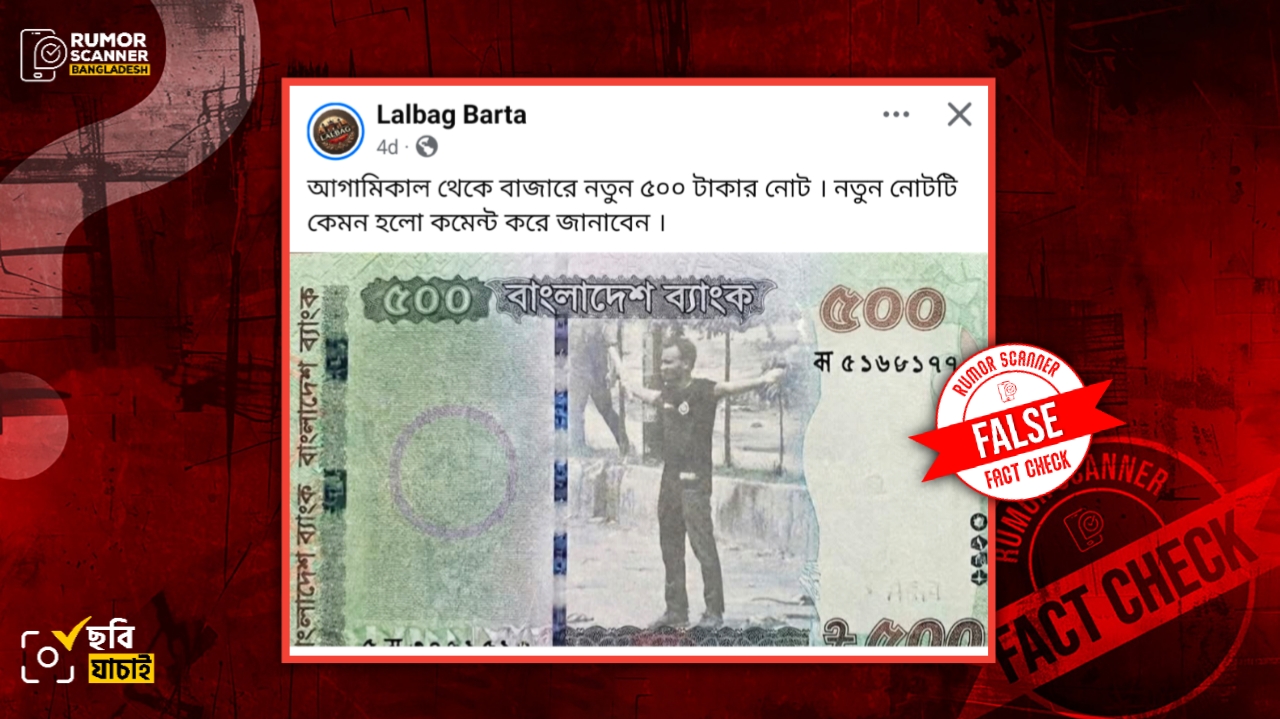 RUMOR
SCANNER
BANGLADESH
Lalbag Barta
4d ·
আগামিকাল থেকে বাজারে নতুন ৫০০ টাকার নোট । নতুন নোটটি
কেমন হলো কমেন্ট করে জানাবেন ।
৫০০ বাংলাদেশ ব্যাংক ৫০০
বাংলাদেশ ব্যাংক বাংলাদেশ ব্যাংক
৫১৬৮১৭৭
৫০০
RUMOR SCANNER
FALSE
FACT CHECK
SCANNER
FACT CHECK
ছবি
যাচাই